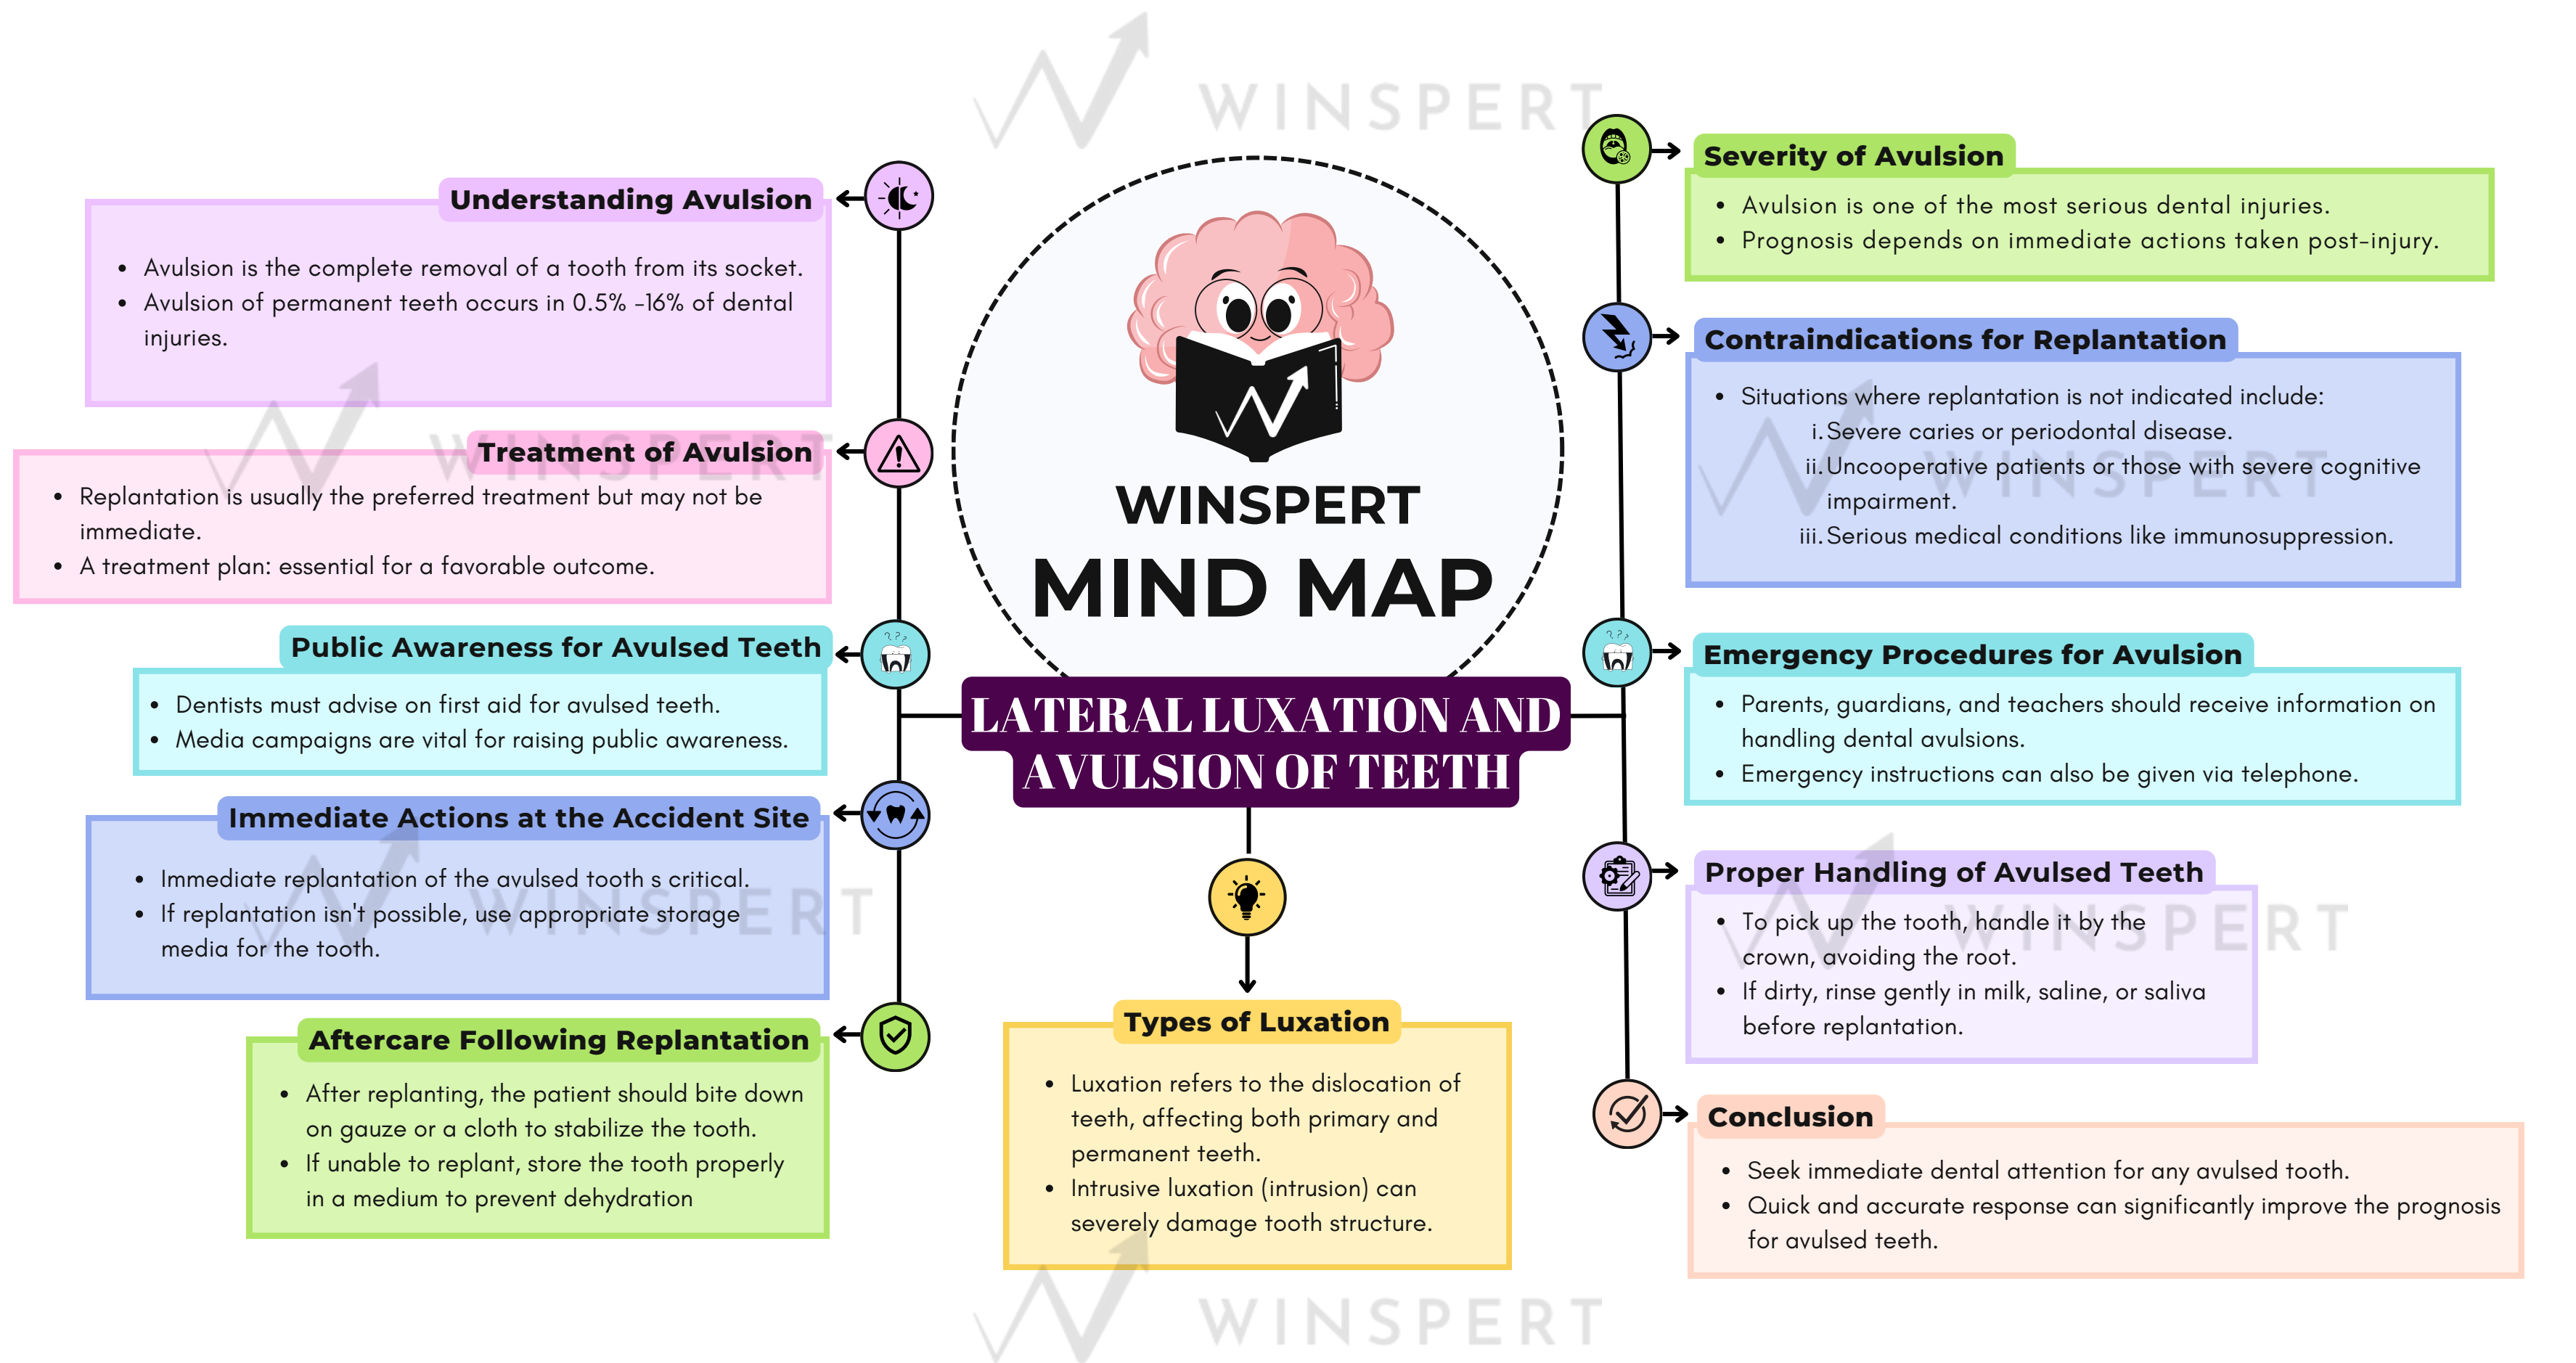 WINSPERT
WINSPERT
MIND MAP
LATERAL LUXATION AND
AVULSION OF TEETH
Understanding Avulsion
• Avulsion is the complete removal of a tooth from its socket.
• Avulsion of permanent teeth occurs in 0.5% -16% of dental
injuries.
WINSPERT
Treatment of Avulsion
• Replantation is usually the preferred treatment but may not be
immediate.
• A treatment plan: essential for a favorable outcome.
Public Awareness for Avulsed Teeth
• Dentists must advise on first aid for avulsed teeth.
• Media campaigns are vital for raising public awareness.
Immediate Actions at the Accident Site
• Immediate replantation of the avulsed tooth s critical.
• If replantation isn't possible, use appropriate storage
media for the tooth.
WINSPERT
Aftercare Following Replantation
• After replanting, the patient should bite down
on gauze or a cloth to stabilize the tooth.
• If unable to replant, store the tooth properly
in a medium to prevent dehydration
Types of Luxation
• Luxation refers to the dislocation of
teeth, affecting both primary and
permanent teeth.
• Intrusive luxation (intrusion) can
severely damage tooth structure.
WINSPERT
Severity of Avulsion
• Avulsion is one of the most serious dental injuries.
• Prognosis depends on immediate actions taken post-injury.
Contraindications for Replantation
• Situations where replantation is not indicated include:
i. Severe caries or periodontal disease.
ii. Uncooperative patients or those with severe cognitive
impairment.
iii. Serious medical conditions like immunosuppression.
WINSPERT
Emergency Procedures for Avulsion
• Parents, guardians, and teachers should receive information on
handling dental avulsions.
• Emergency instructions can also be given via telephone.
Proper Handling of Avulsed Teeth
• To pick up the tooth, handle it by the
crown, avoiding the root.
• If dirty, rinse gently in milk, saline, or saliva
before replantation.
WINSPERT
Conclusion
• Seek immediate dental attention for any avulsed tooth.
• Quick and accurate response can significantly improve the prognosis
for avulsed teeth.